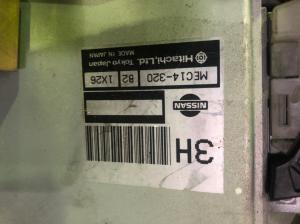 Hitachi,Ltd. Tokyo Japan
MADE IN JAPAN
MEC14-320 B2 1X26
NISSAN
3H